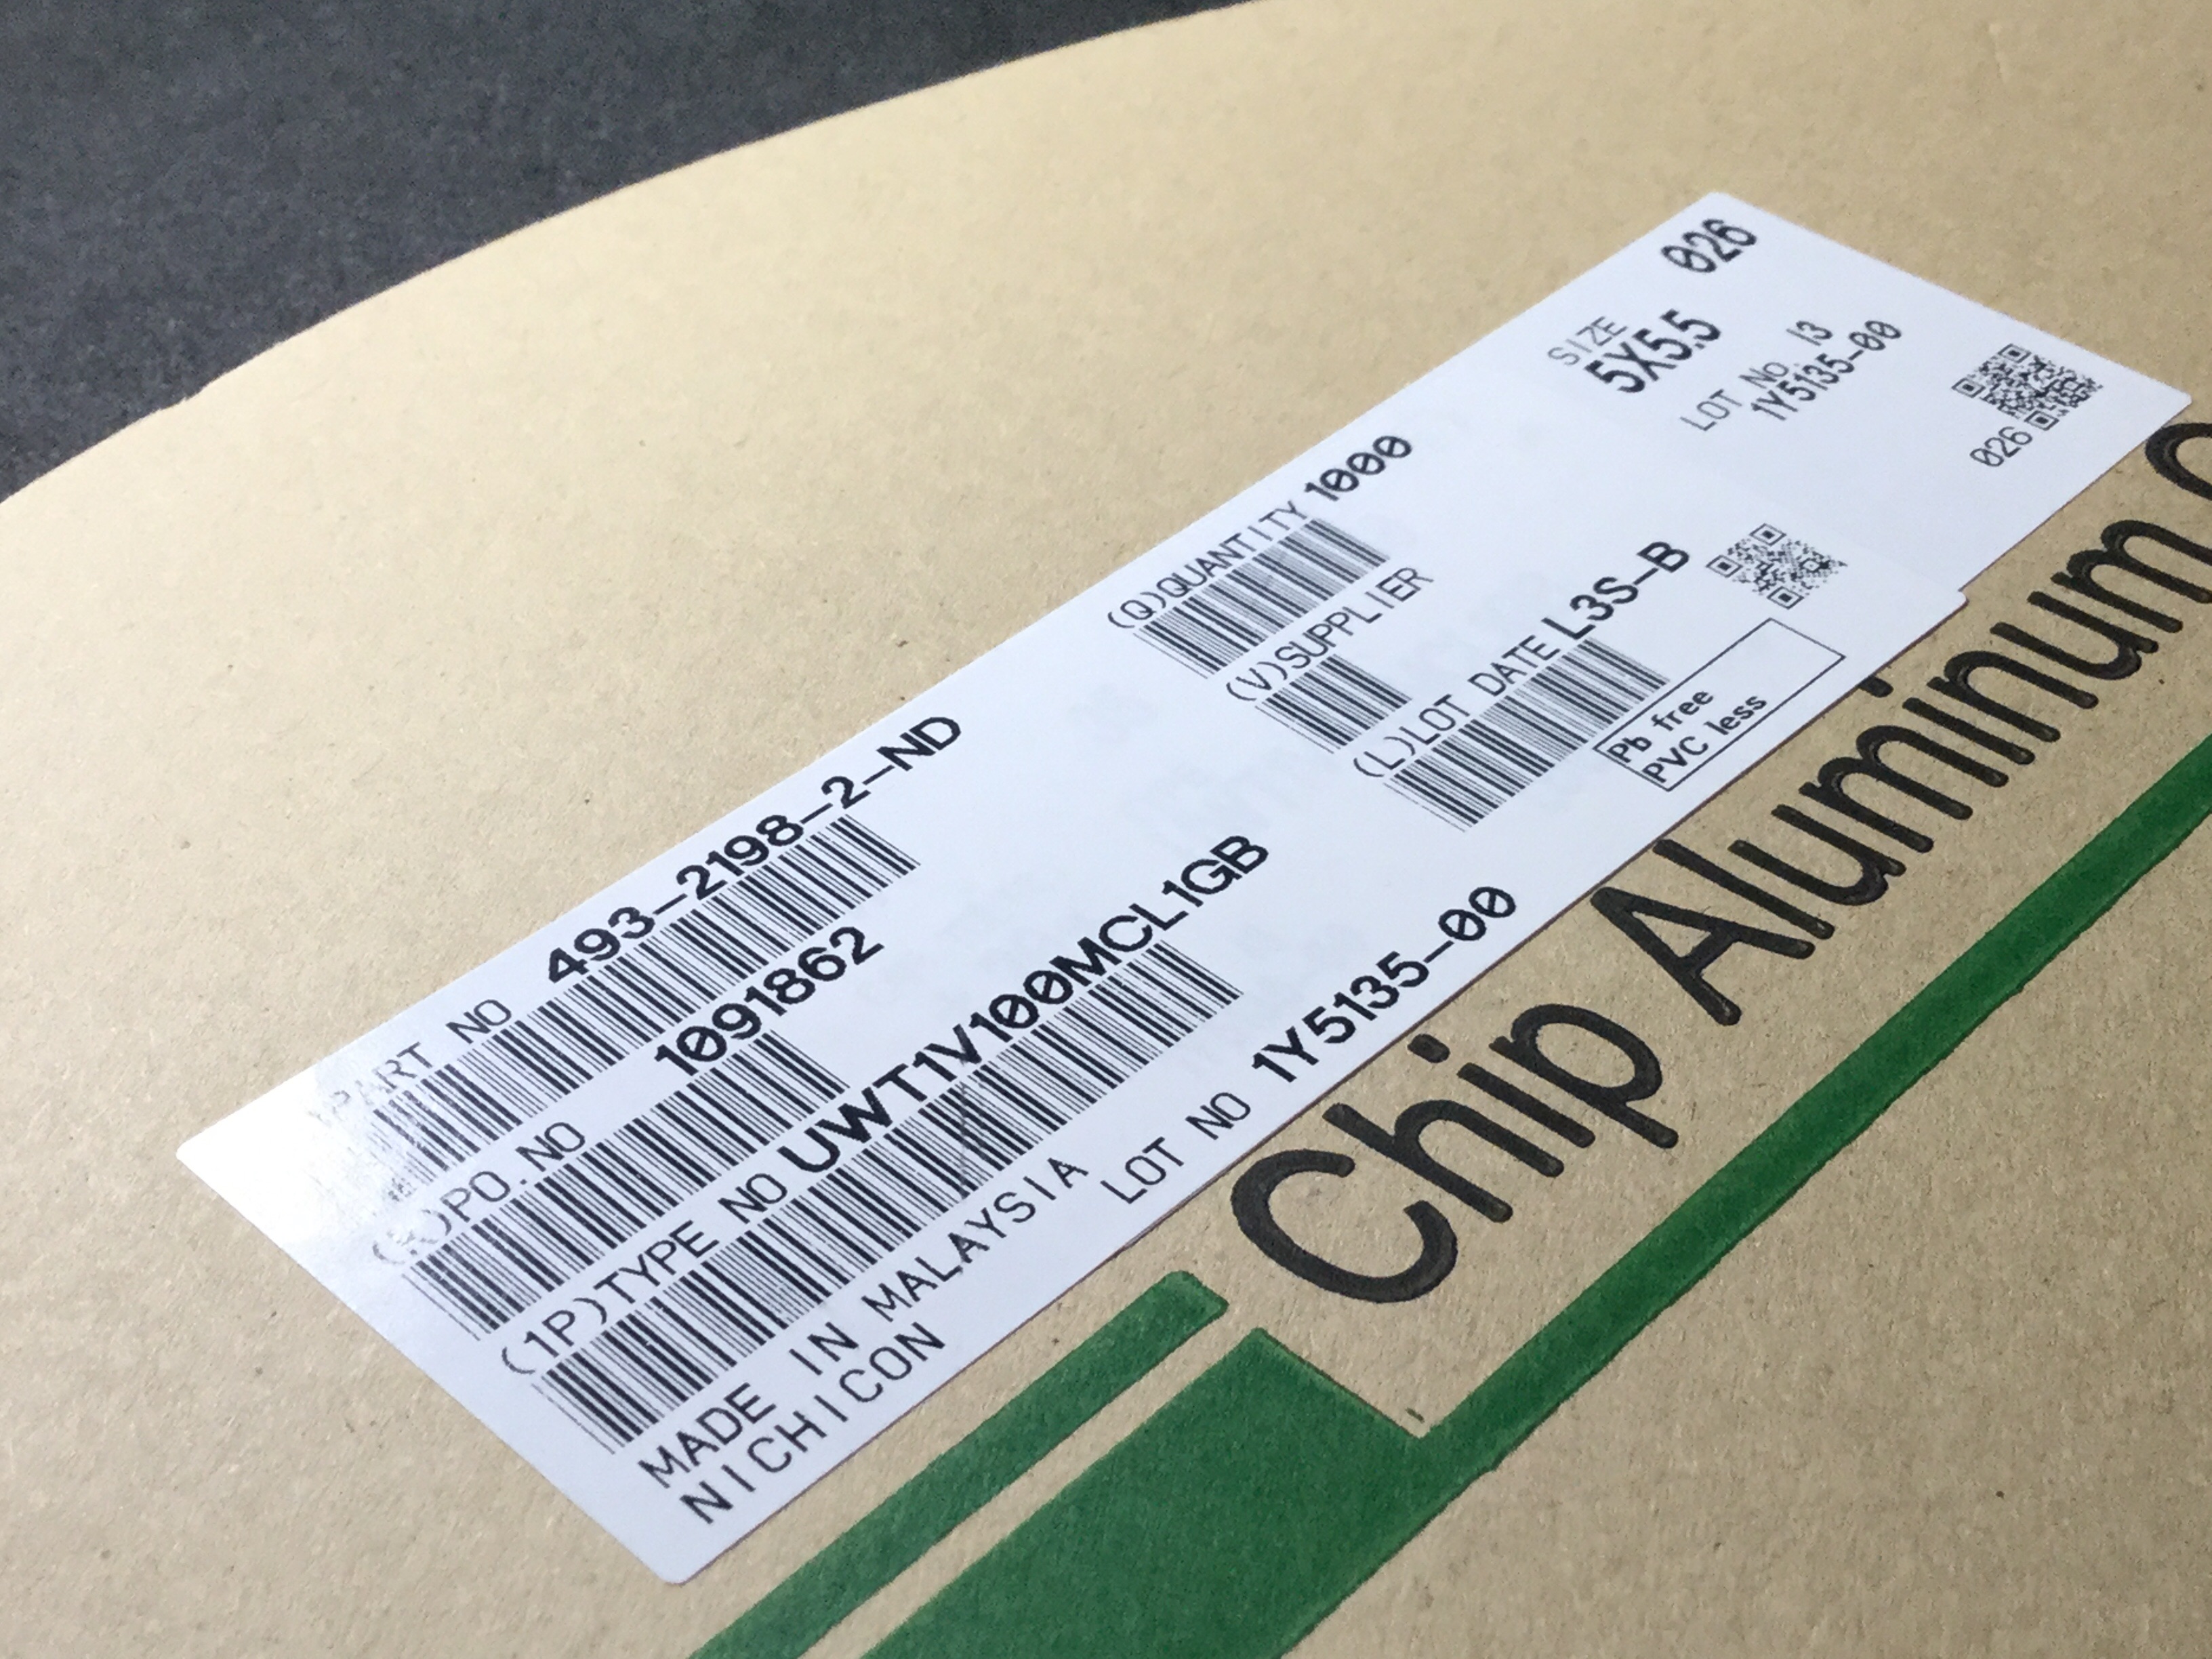 PART NO 493-2198-2-ND
PO.NO 1091862
(1P)TYPE NO UWT1V100MCL1GB
MADE IN MALAYSIA
NICHICON
LOT NO 1Y5135-00
(Q)QUANTITY 1000
(V)SUPPLIER
(L)LOT DATE L3S-B
Pb free
PVC less
SIZE
5X5.5
026
LOT No. 13
1Y5135-00
026
Chip Aluminum